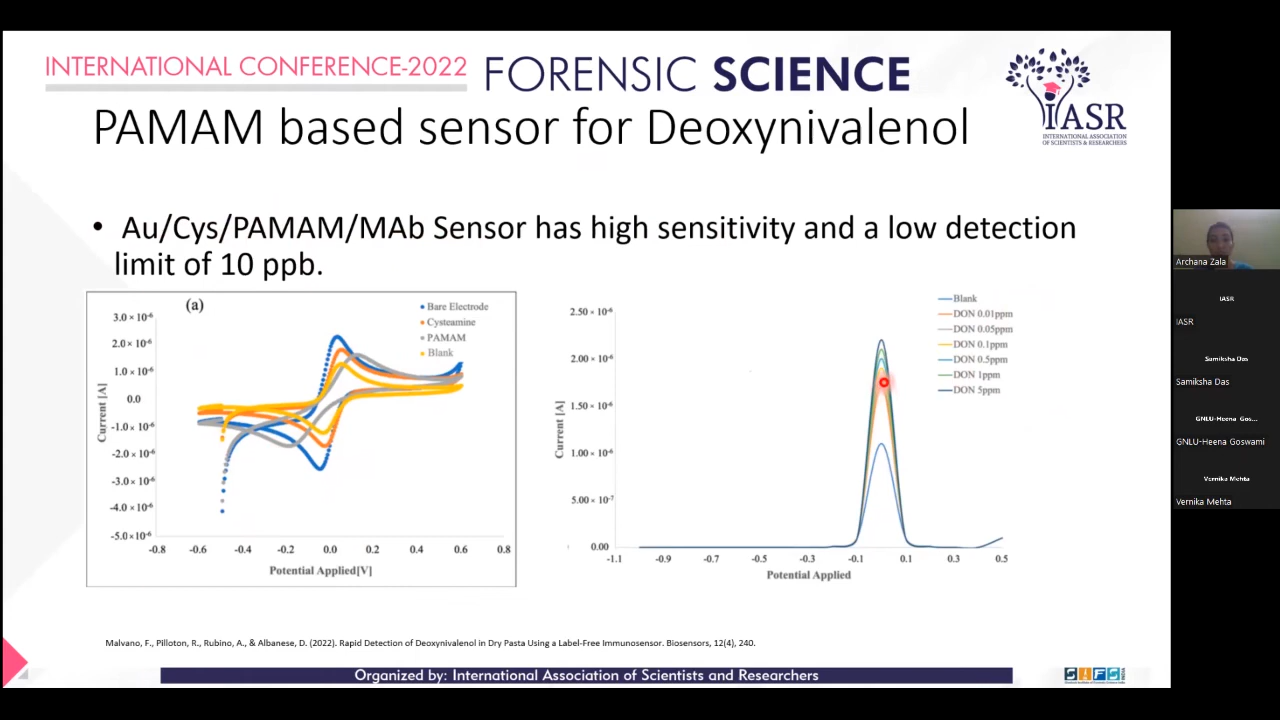 INTERNATIONAL CONFERENCE-2022 FORENSIC SCIENCE
IASR
INTERNATIONAL ASSOCIATION
OF SCIENTISTS & RESEARCHERS
PAMAM based sensor for Deoxynivalenol
• Au/Cys/PAMAM/MAb Sensor has high sensitivity and a low detection
limit of 10 ppb.
(a)
Bare Electrode
Cysteamine
PAMAM
Blank
3.0 × 10⁻⁶
2.0 × 10⁻⁶
1.0 × 10⁻⁶
0.0
-1.0 × 10⁻⁶
-2.0 × 10⁻⁶
-3.0 × 10⁻⁶
-4.0 × 10⁻⁶
-5.0 × 10⁻⁶
Current [A]
-0.8 -0.6 -0.4 -0.2 0.0 0.2 0.4 0.6 0.8
Potential Applied[V]
Blank
DON 0.01ppm
DON 0.05ppm
DON 0.1ppm
DON 0.5ppm
DON 1ppm
DON 5ppm
2.50 × 10⁻⁶
2.00 × 10⁻⁶
1.50 × 10⁻⁶
1.00 × 10⁻⁶
5.00 × 10⁻⁷
0.00
Current [A]
-1.1 -0.9 -0.7 -0.5 -0.3 -0.1 0.1 0.3 0.5
Potential Applied
Malvano, F., Pilloton, R., Rubino, A., & Albanese, D. (2022). Rapid Detection of Deoxynivalenol in Dry Pasta Using a Label-Free Immunosensor. Biosensors, 12(4), 240.
Organized by: International Association of Scientists and Researchers
SIFS
Archana Zala
IASR
IASR
Samiksha Das
Samiksha Das
GNLU-Heena Gos...
GNLU-Heena Goswami
Vernika Mehta
Vernika Mehta